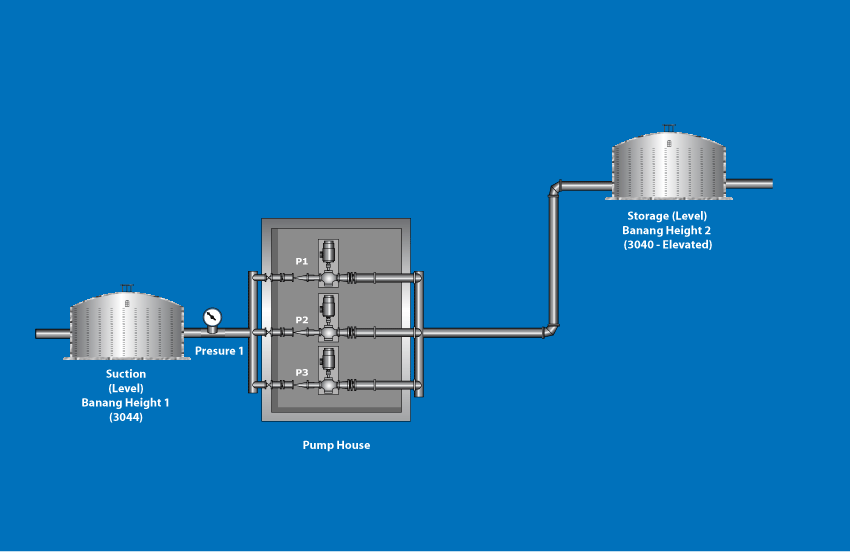 Storage (Level)
Banang Height 2
(3040 - Elevated)
P1
P2
P3
Presure 1
Suction
(Level)
Banang Height 1
(3044)
Pump House